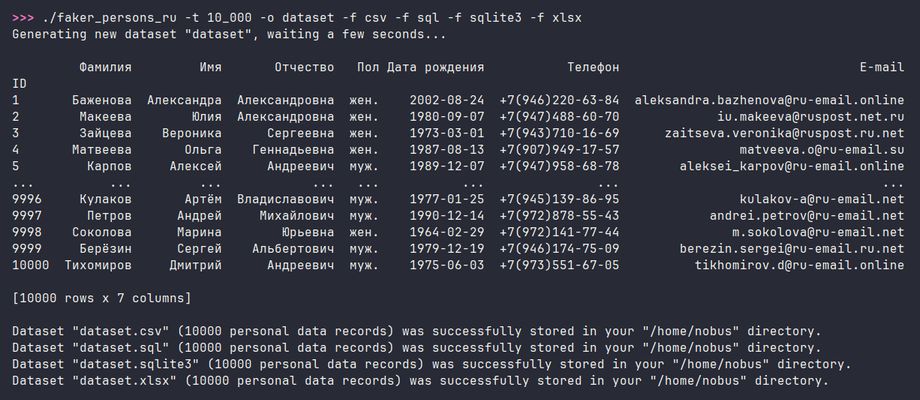 >>> ./faker_persons_ru -t 10_000 -o dataset -f csv -f sql -f sqlite3 -f xlsx
Generating new dataset "dataset", waiting a few seconds...
Фамилия Имя Отчество Пол Дата рождения Телефон E-mail
ID
1 Баженова Александра Александровна жен. 2002-08-24 +7(946)220-63-84 aleksandra.bazhenova@ru-email.online
2 Макеева Юлия Александровна жен. 1980-09-07 +7(947)488-60-70 iu.makeeva@ruspost.net.ru
3 Зайцева Вероника Сергеевна жен. 1973-03-01 +7(943)710-16-69 zaitseva.veronika@ruspost.ru.net
4 Матвеева Ольга Геннадьевна жен. 1987-08-13 +7(907)949-17-57 matveeva.o@ru-email.su
5 Карпов Алексей Андреевич муж. 1989-12-07 +7(947)958-68-78 aleksei_karpov@ru-email.online
... ... ... ... ... ... ... ...
9996 Кулаков Артём Владиславович муж. 1977-01-25 +7(945)139-86-95 kulakov-a@ru-email.net
9997 Петров Андрей Михайлович муж. 1990-12-14 +7(972)878-55-43 andrei.petrov@ru-email.net
9998 Соколова Марина Юрьевна жен. 1964-02-29 +7(972)141-77-44 m.sokolova@ru-email.net
9999 Берёзин Сергей Альбертович муж. 1979-12-19 +7(946)174-75-09 berezin.sergei@ru-email.ru.net
10000 Тихомиров Дмитрий Андреевич муж. 1975-06-03 +7(973)551-67-05 tikhomirov.d@ru-email.online
[10000 rows x 7 columns]
Dataset "dataset.csv" (10000 personal data records) was successfully stored in your "/home/nobus" directory.
Dataset "dataset.sql" (10000 personal data records) was successfully stored in your "/home/nobus" directory.
Dataset "dataset.sqlite3" (10000 personal data records) was successfully stored in your "/home/nobus" directory.
Dataset "dataset.xlsx" (10000 personal data records) was successfully stored in your "/home/nobus" directory.